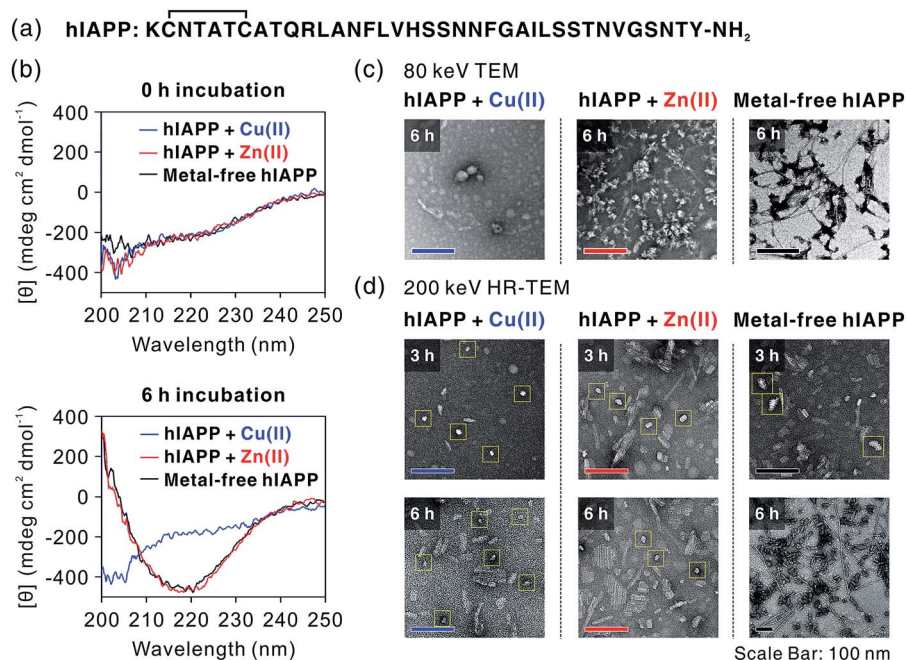 (a) hIAPP: KCNTATCATQRLANFLVHSSNNFGAILSSTNVGSNTY-NH₂
(b)
0 h incubation
400
200
0
-200
-400
hIAPP + Cu(II)
hIAPP + Zn(II)
Metal-free hIAPP
[θ] (mdeg cm² dmol⁻¹)
200 210 220 230 240 250
Wavelength (nm)
6 h incubation
400
200
0
-200
-400
hIAPP + Cu(II)
hIAPP + Zn(II)
Metal-free hIAPP
[θ] (mdeg cm² dmol⁻¹)
200 210 220 230 240 250
Wavelength (nm)
(c) 80 keV TEM
hIAPP + Cu(II) hIAPP + Zn(II) Metal-free hIAPP
6 h 6 h 6 h
(d) 200 keV HR-TEM
hIAPP + Cu(II) hIAPP + Zn(II) Metal-free hIAPP
3 h 3 h 3 h
6 h 6 h 6 h
Scale Bar: 100 nm